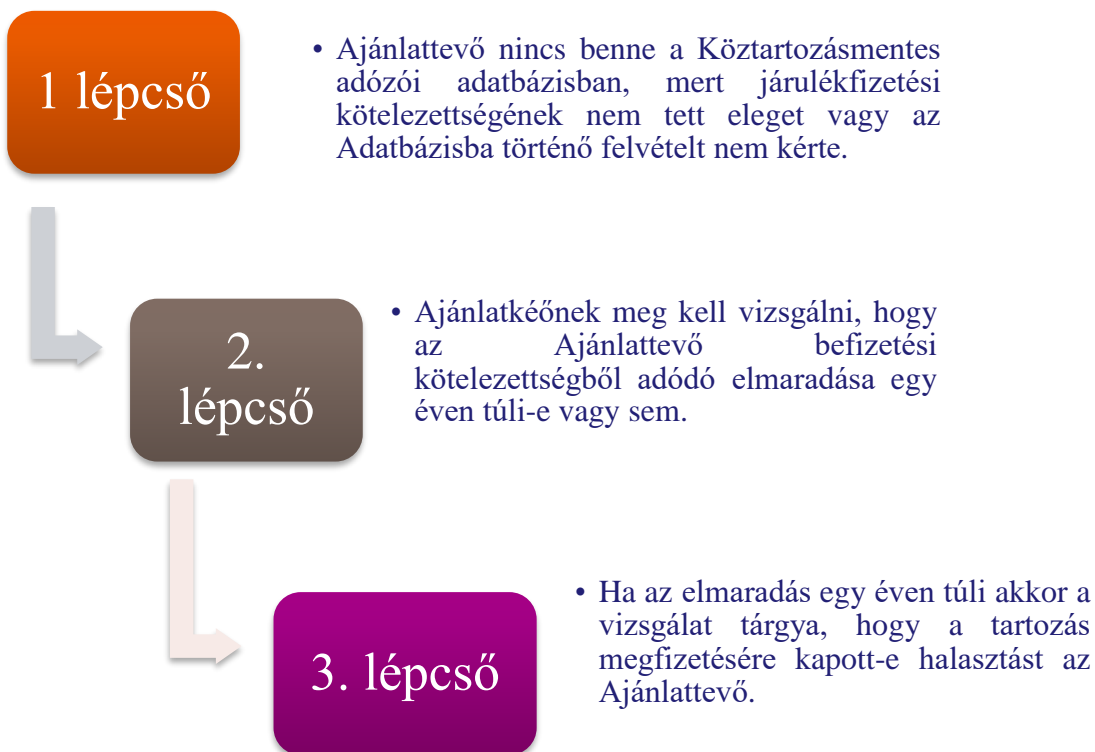 1 lépcső
• Ajánlattevő nincs benne a Köztartozásmentes
adózói adatbázisban, mert járulékfizetési
kötelezettségének nem tett eleget vagy az
Adatbázisba történő felvételt nem kérte.
2.
lépcső
• Ajánlatkéőnek meg kell vizsgálni, hogy
az Ajánlattevő befizetési
kötelezettségből adódó elmaradása egy
éven túli-e vagy sem.
3. lépcső
• Ha az elmaradás egy éven túli akkor a
vizsgálat tárgya, hogy a tartozás
megfizetésére kapott-e halasztást az
Ajánlattevő.